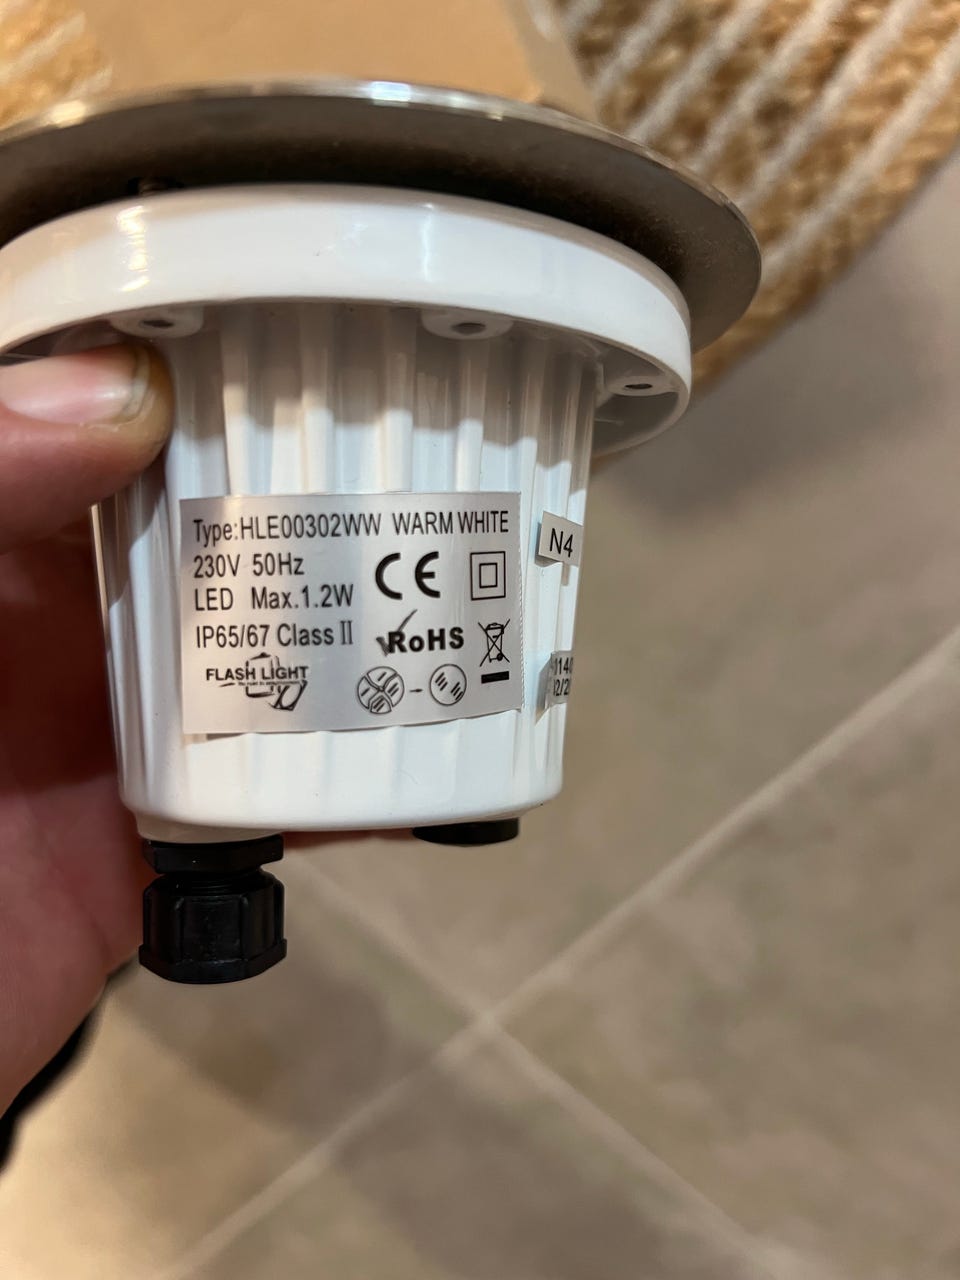 Type:HLE00302WW WARM WHITE
230V 50Hz
LED Max.1.2W
IP65/67 Class II
CE
RoHS
FLASH LIGHT
N4